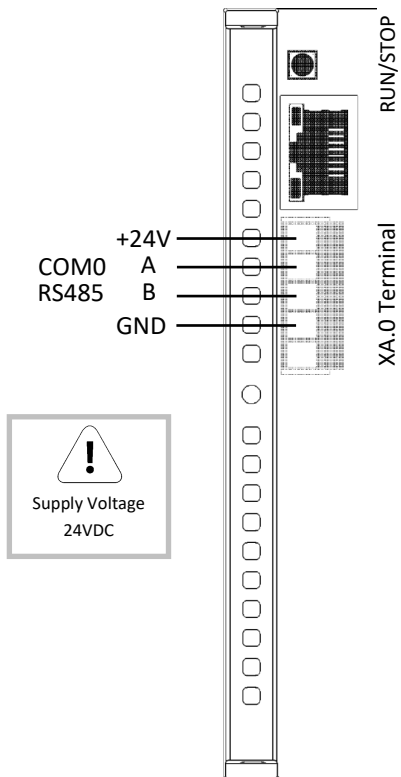 RUN/STOP
+24V
COM0 A
RS485 B
GND
XA.0 Terminal
!
Supply Voltage
24VDC